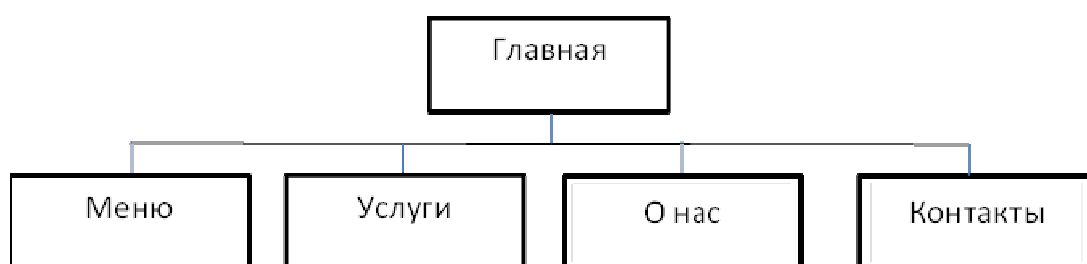 Главная
Меню
Услуги
О нас
Контакты